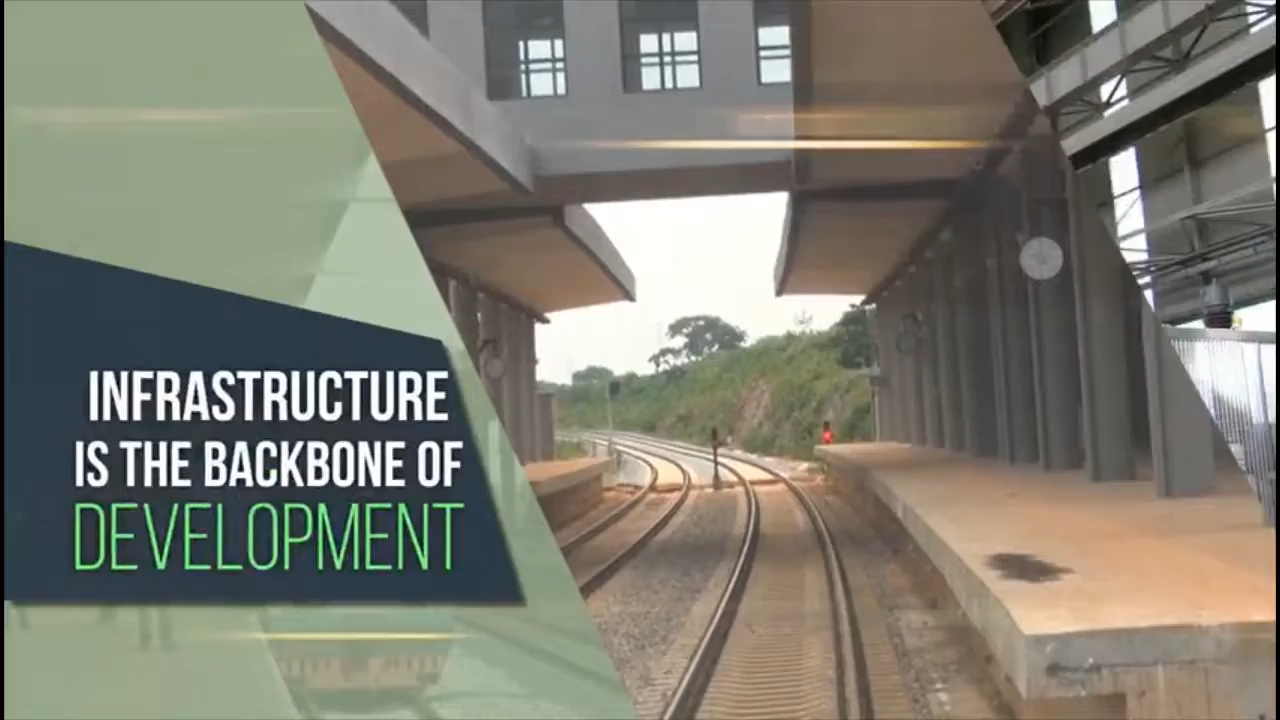 INFRASTRUCTURE
IS THE BACKBONE OF
DEVELOPMENT